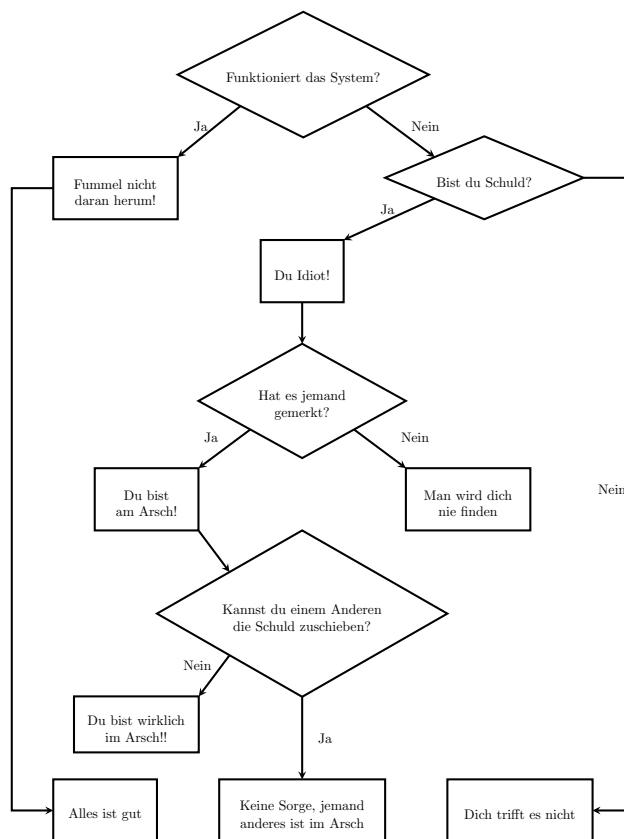 Funktioniert das System?
Ja
Nein
Fummel nicht
daran herum!
Bist du Schuld?
Ja
Du Idiot!
Hat es jemand
gemerkt?
Ja
Nein
Du bist
am Arsch!
Man wird dich
nie finden
Nein
Kannst du einem Anderen
die Schuld zuschieben?
Nein
Du bist wirklich
im Arsch!!
Ja
Alles ist gut
Keine Sorge, jemand
anderes ist im Arsch
Dich trifft es nicht